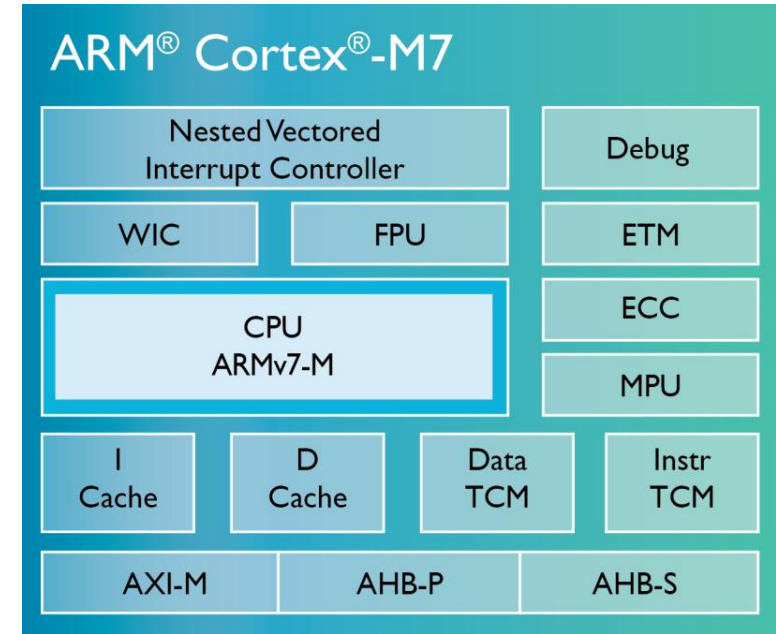 ARM® Cortex®-M7
Nested Vectored
Interrupt Controller
Debug
WIC
FPU
ETM
CPU
ARMv7-M
ECC
MPU
I
Cache
D
Cache
Data
TCM
Instr
TCM
AXI-M
AHB-P
AHB-S